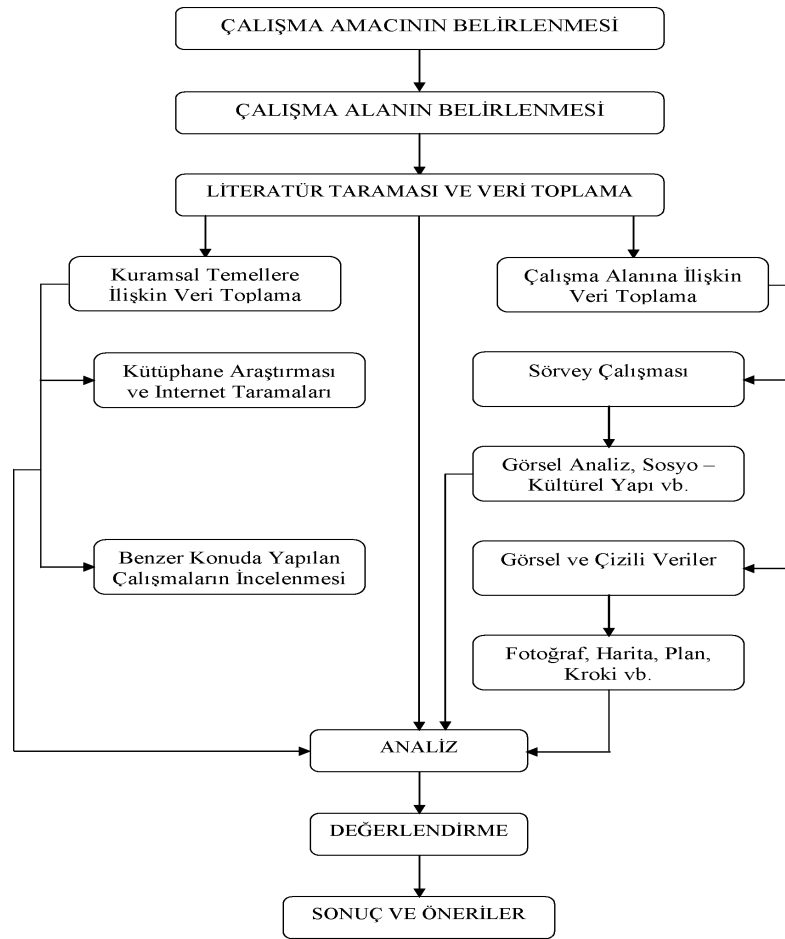 ÇALIŞMA AMACININ BELİRLENMESİ
ÇALIŞMA ALANIN BELİRLENMESİ
LİTERATÜR TARAMASI VE VERİ TOPLAMA
Kuramsal Temellere
İlişkin Veri Toplama
Çalışma Alanına İlişkin
Veri Toplama
Kütüphane Araştırması
ve Internet Taramaları
Sörvey Çalışması
Görsel Analiz, Sosyo –
Kültürel Yapı vb.
Benzer Konuda Yapılan
Çalışmaların İncelenmesi
Görsel ve Çizili Veriler
Fotoğraf, Harita, Plan,
Kroki vb.
ANALİZ
DEĞERLENDİRME
SONUÇ VE ÖNERİLER